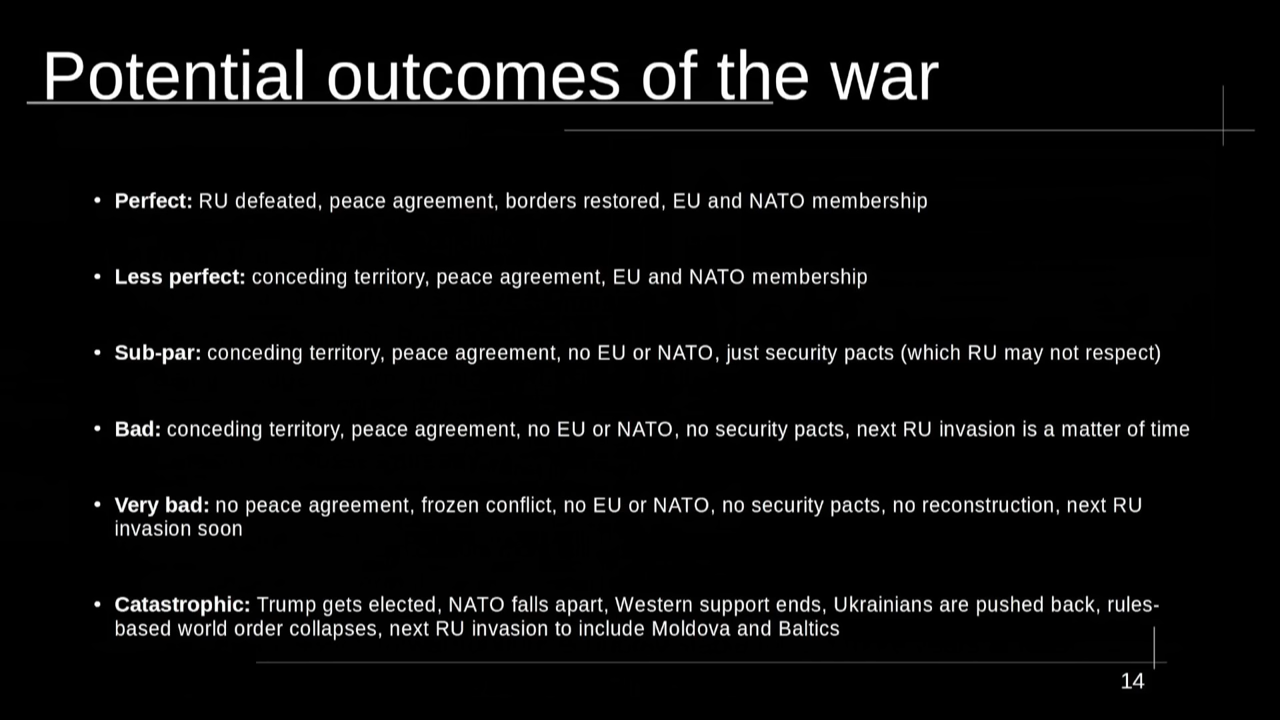 Potential outcomes of the war
• Perfect: RU defeated, peace agreement, borders restored, EU and NATO membership
• Less perfect: conceding territory, peace agreement, EU and NATO membership
• Sub-par: conceding territory, peace agreement, no EU or NATO, just security pacts (which RU may not respect)
• Bad: conceding territory, peace agreement, no EU or NATO, no security pacts, next RU invasion is a matter of time
• Very bad: no peace agreement, frozen conflict, no EU or NATO, no security pacts, no reconstruction, next RU
invasion soon
• Catastrophic: Trump gets elected, NATO falls apart, Western support ends, Ukrainians are pushed back, rules-
based world order collapses, next RU invasion to include Moldova and Baltics
14